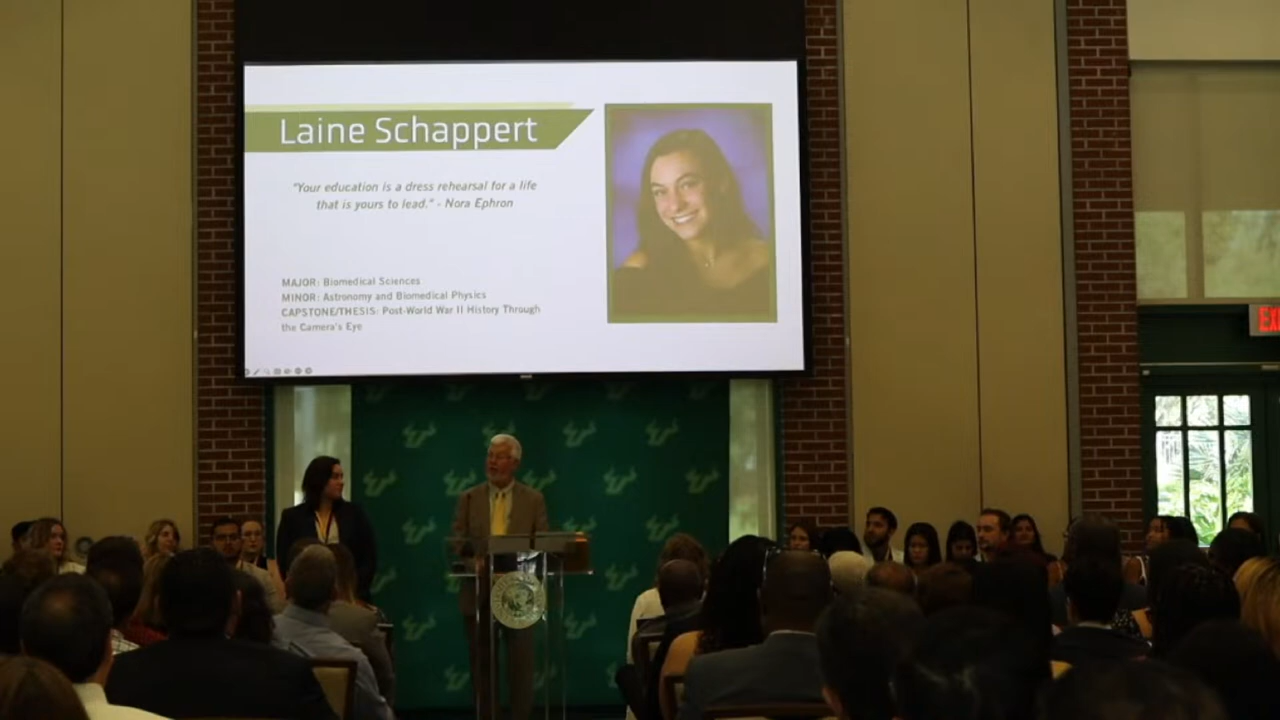 Laine Schappert
"Your education is a dress rehearsal for a life
that is yours to lead." - Nora Ephron
MAJOR: Biomedical Sciences
MINOR: Astronomy and Biomedical Physics
CAPSTONE/THESIS: Post-World War II History Through
the Camera's Eye
EX